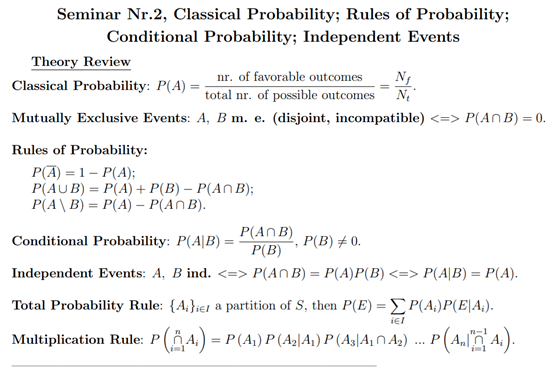 Seminar Nr.2, Classical Probability; Rules of Probability;
Conditional Probability; Independent Events
Theory Review
Classical Probability: P(A) = nr. of favorable outcomes / total nr. of possible outcomes = N_f / N_t.
Mutually Exclusive Events: A, B m. e. (disjoint, incompatible) <=> P(A ∩ B) = 0.
Rules of Probability:
P(A̅) = 1 − P(A);
P(A ∪ B) = P(A) + P(B) − P(A ∩ B);
P(A \ B) = P(A) − P(A ∩ B).
Conditional Probability: P(A|B) = P(A ∩ B) / P(B), P(B) ≠ 0.
Independent Events: A, B ind. <=> P(A ∩ B) = P(A)P(B) <=> P(A|B) = P(A).
Total Probability Rule: {A_i}_{i∈I} a partition of S, then P(E) = ∑_{i∈I} P(A_i)P(E|A_i).
Multiplication Rule: P(∩_{i=1}^{n} A_i) = P(A_1) P(A_2|A_1) P(A_3|A_1 ∩ A_2) ... P(A_n|∩_{i=1}^{n−1} A_i).